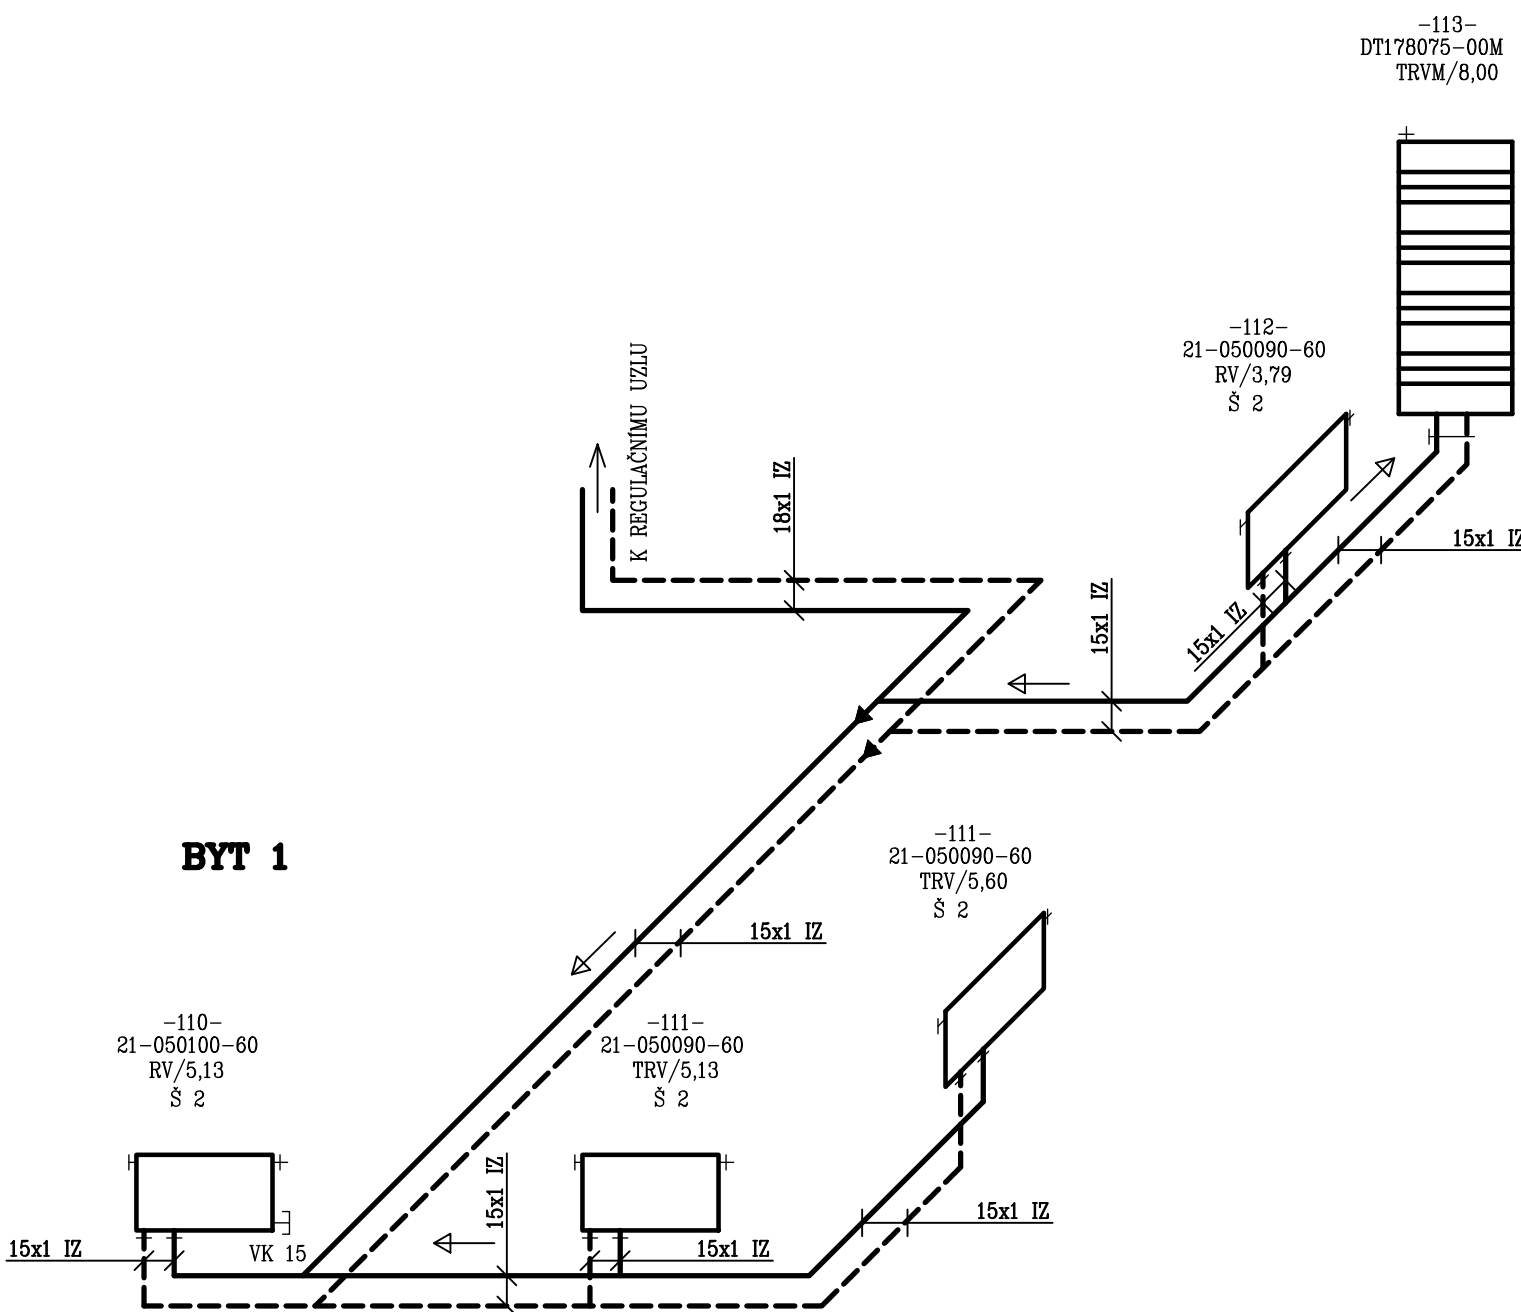 -113-
DT178075-00M
TRVM/8,00
-112-
21-050090-60
RV/3,79
Š 2
K REGULAČNÍMU UZLU
18x1 IZ
15x1 IZ
15x1 IZ
15x1 IZ
BYT 1
-111-
21-050090-60
TRV/5,60
Š 2
15x1 IZ
-110-
21-050100-60
RV/5,13
Š 2
-111-
21-050090-60
TRV/5,13
Š 2
15x1 IZ
15x1 IZ
15x1 IZ
VK 15
15x1 IZ